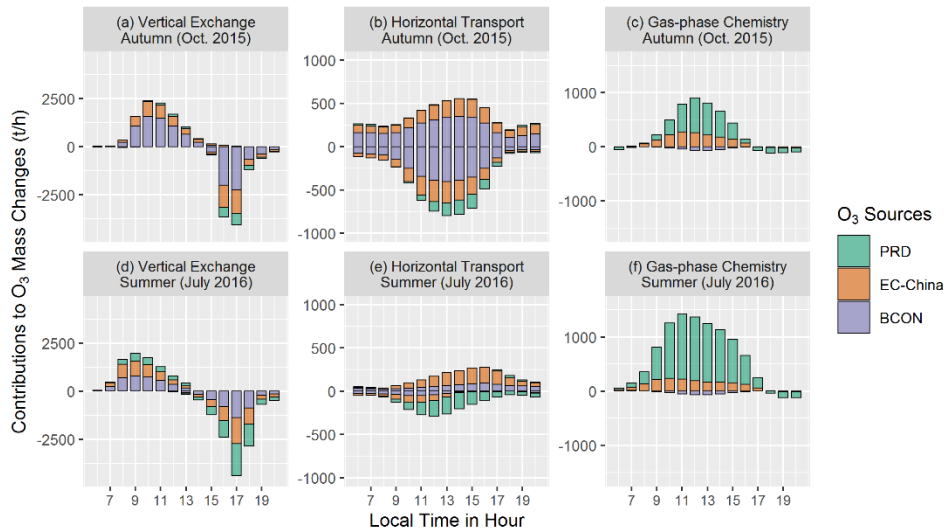 (a) Vertical Exchange
Autumn (Oct. 2015)
(b) Horizontal Transport
Autumn (Oct. 2015)
(c) Gas-phase Chemistry
Autumn (Oct. 2015)
2500
0
-2500
1000
500
0
500
-1000
1000
0
-1000
(d) Vertical Exchange
Summer (July 2016)
(e) Horizontal Transport
Summer (July 2016)
(f) Gas-phase Chemistry
Summer (July 2016)
2500
0
-2500
1000
500
0
-500
-1000
1000
0
-1000
7 9 11 13 15 17 19
7 9 11 13 15 17 19
7 9 11 13 15 17 19
Local Time in Hour
Contributions to O₃ Mass Changes (t/h)
O₃ Sources
PRD
EC-China
BCON